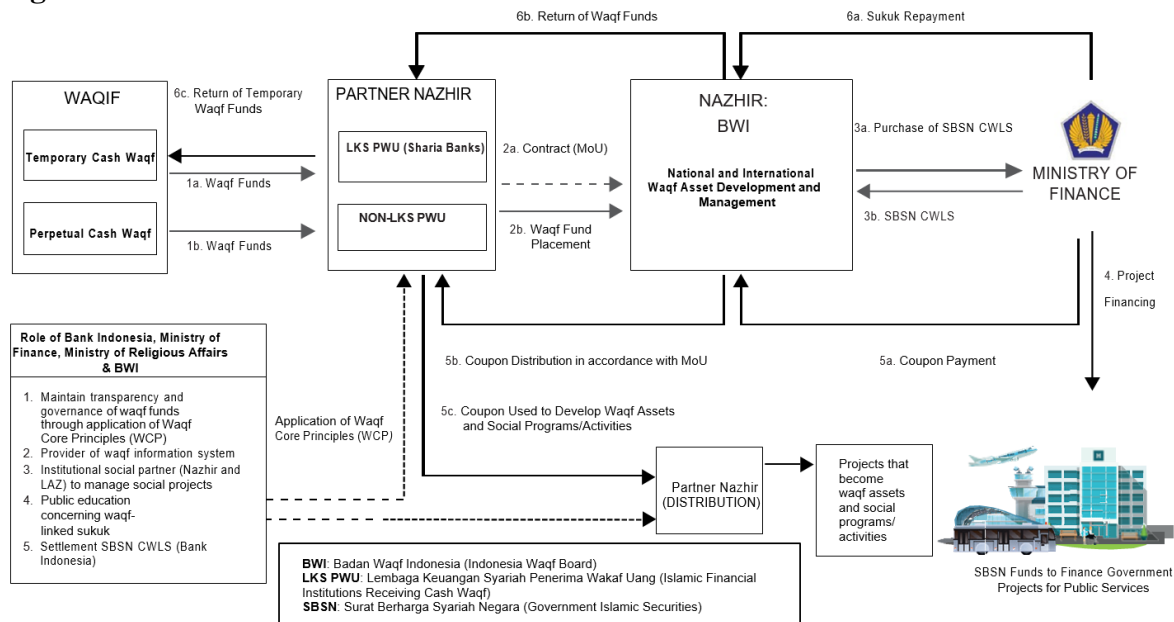 6b. Return of Waqf Funds
6a. Sukuk Repayment
WAQIF
6c. Return of Temporary
Waqf Funds
Temporary Cash Waqf
1a. Waqf Funds
Perpetual Cash Waqf
1b. Waqf Funds
PARTNER NAZHIR
LKS PWU (Sharia Banks)
NON-LKS PWU
2a. Contract (MoU)
2b. Waqf Fund
Placement
NAZHIR:
BWI
National and International
Waqf Asset Development and
Management
3a. Purchase of SBSN CWLS
3b. SBSN CWLS
MINISTRY OF
FINANCE
4. Project
Financing
5a. Coupon Payment
5b. Coupon Distribution in accordance with MoU
5c. Coupon Used to Develop Waqf Assets
and Social Programs/Activities
Role of Bank Indonesia, Ministry of
Finance, Ministry of Religious Affairs
& BWI
1. Maintain transparency and
governance of waqf funds
through application of Waqf
Core Principles (WCP)
2. Provider of waqf information system
3. Institutional social partner (Nazhir and
LAZ) to manage social projects
4. Public education
concerning waqf-
linked sukuk
5. Settlement SBSN CWLS (Bank
Indonesia)
Application of Waqf
Core Principles (WCP)
Partner Nazhir
(DISTRIBUTION)
Projects that
become
waqf assets
and social
programs/
activities
SBSN Funds to Finance Government
Projects for Public Services
BWI: Badan Waqf Indonesia (Indonesia Waqf Board)
LKS PWU: Lembaga Keuangan Syariah Penerima Wakaf Uang (Islamic Financial
Institutions Receiving Cash Waqf)
SBSN: Surat Berharga Syariah Negara (Government Islamic Securities)